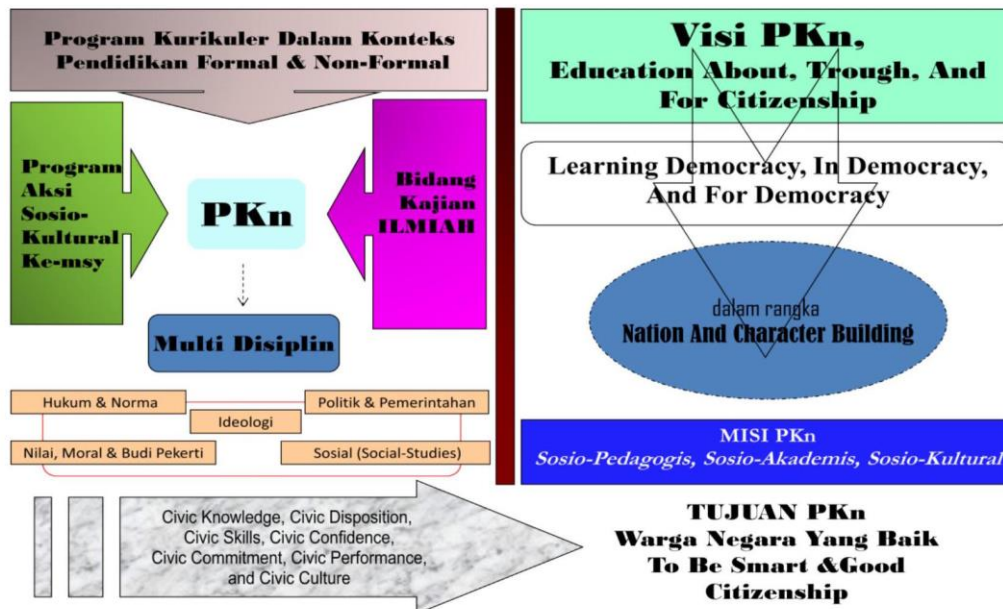 Program Kurikuler Dalam Konteks
Pendidikan Formal & Non-Formal
Program
Aksi
Sosio-
Kultural
Ke-msy
PKn
Bidang
Kajian
ILMIAH
Multi Disiplin
Hukum & Norma
Politik & Pemerintahan
Ideologi
Nilai, Moral & Budi Pekerti
Sosial (Social-Studies)
Visi PKn,
Education About, Trough, And
For Citizenship
Learning Democracy, In Democracy,
And For Democracy
dalam rangka
Nation And Character Building
MISI PKn
Sosio-Pedagogis, Sosio-Akademis, Sosio-Kultural
Civic Knowledge, Civic Disposition,
Civic Skills, Civic Confidence,
Civic Commitment, Civic Performance,
and Civic Culture
TUJUAN PKn
Warga Negara Yang Baik
To Be Smart &Good
Citizenship